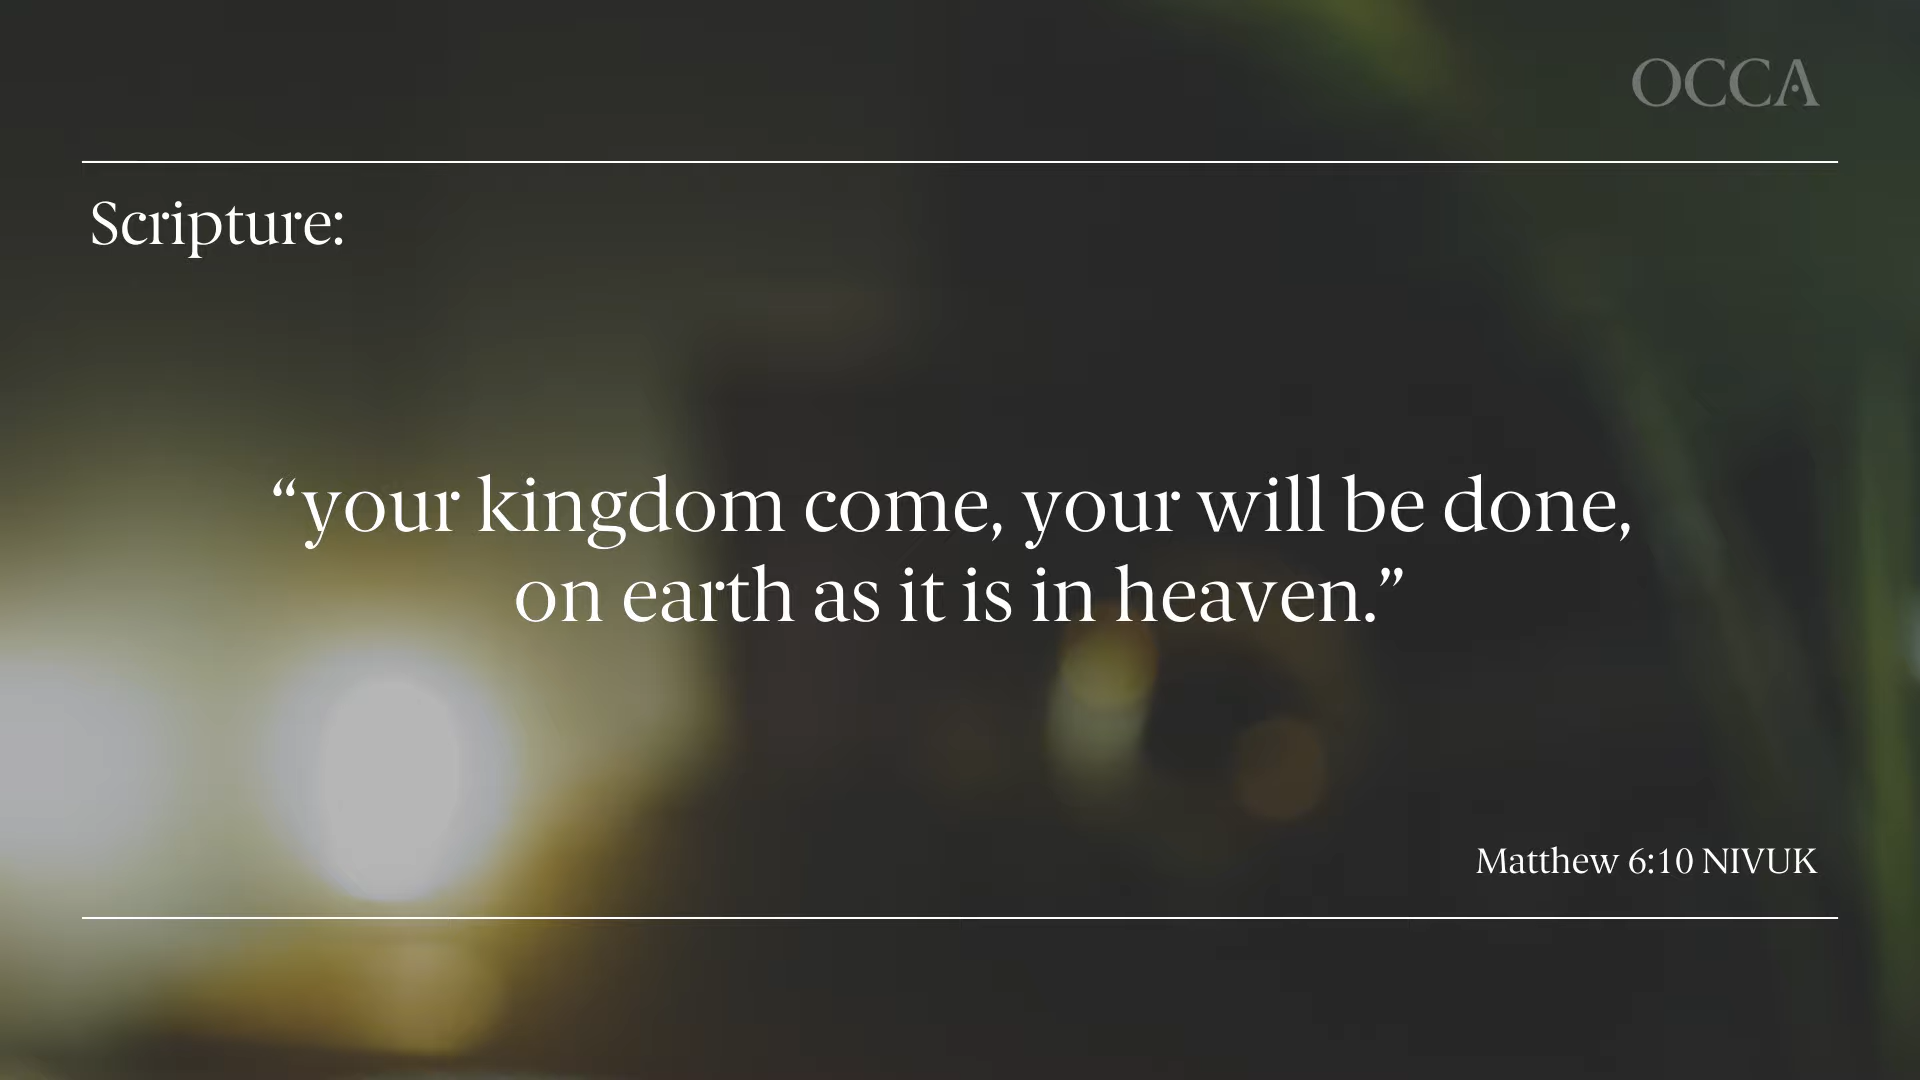 OCCA
Scripture:
“your kingdom come, your will be done,
on earth as it is in heaven.”
Matthew 6:10 NIVUK